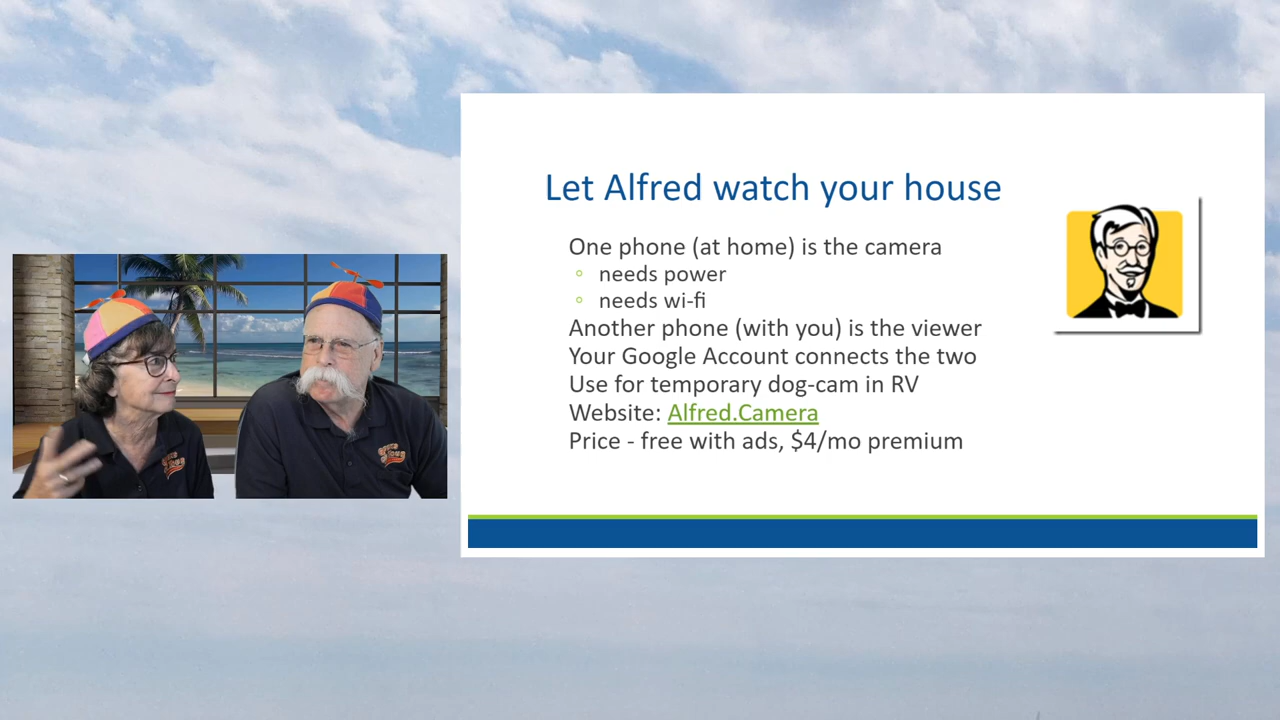 Let Alfred watch your house
One phone (at home) is the camera
needs power
needs wi-fi
Another phone (with you) is the viewer
Your Google Account connects the two
Use for temporary dog-cam in RV
Website: Alfred.Camera
Price - free with ads, $4/mo premium